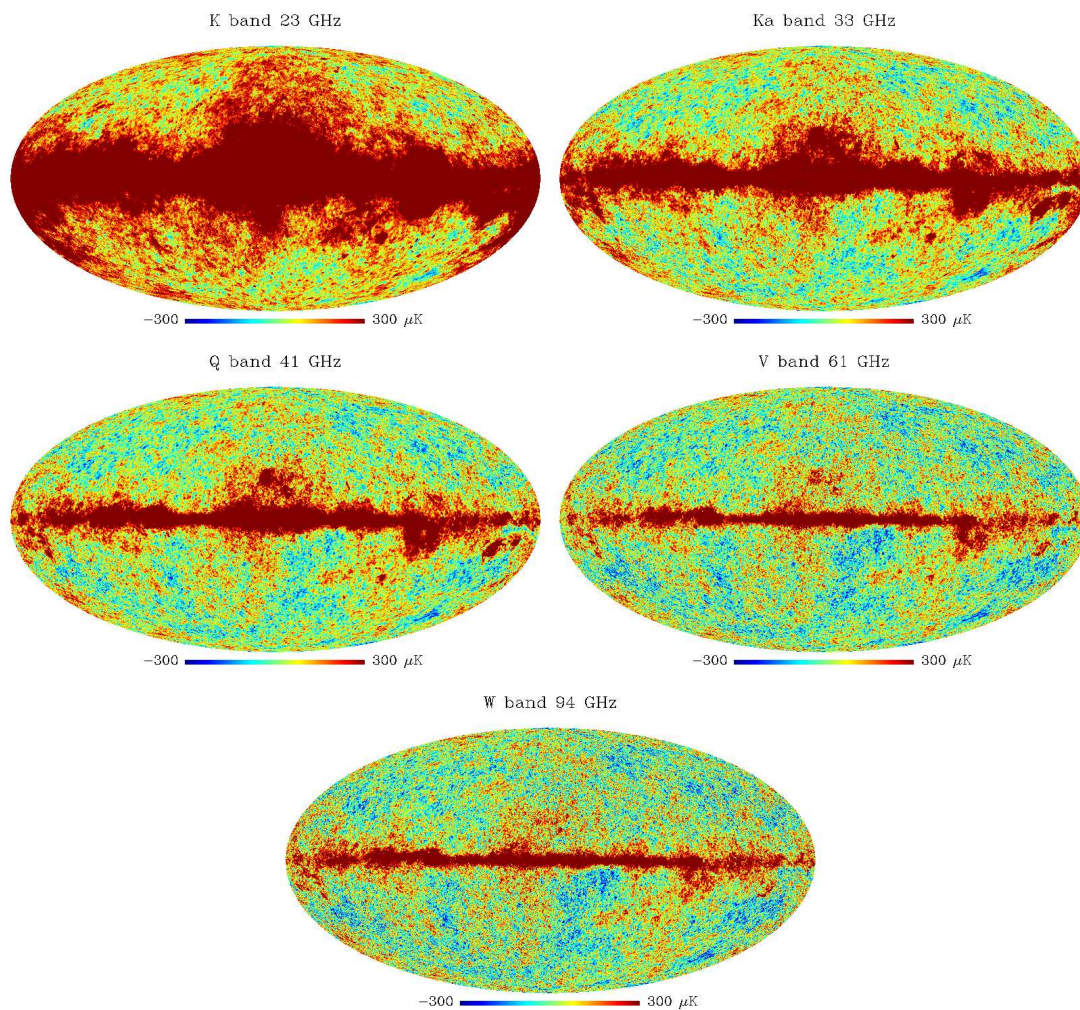 K band 23 GHz
Ka band 33 GHz
−300 300 μK
−300 300 μK
Q band 41 GHz
V band 61 GHz
−300 300 μK
−300 300 μK
W band 94 GHz
−300 300 μK